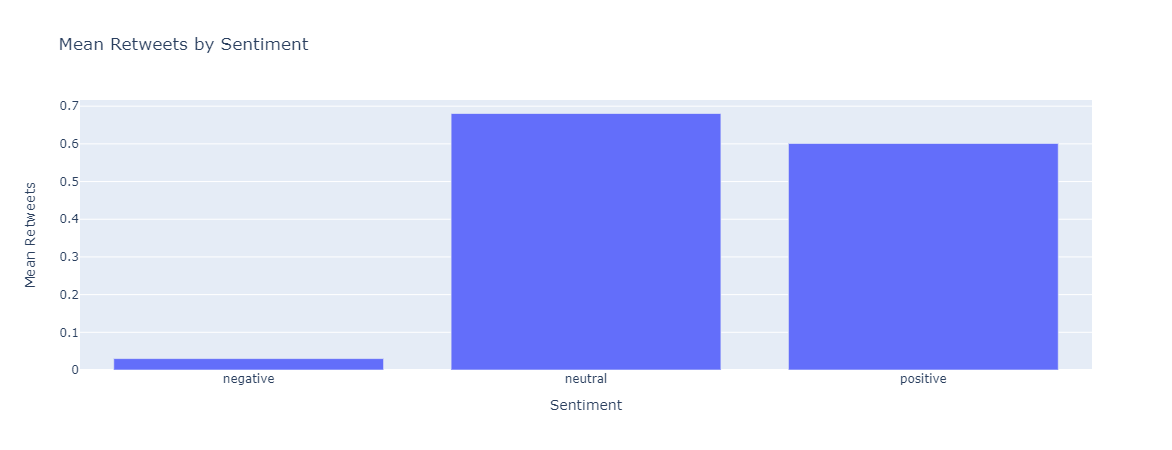 Mean Retweets by Sentiment
Mean Retweets
0.7
0.6
0.5
0.4
0.3
0.2
0.1
0
negative neutral positive
Sentiment